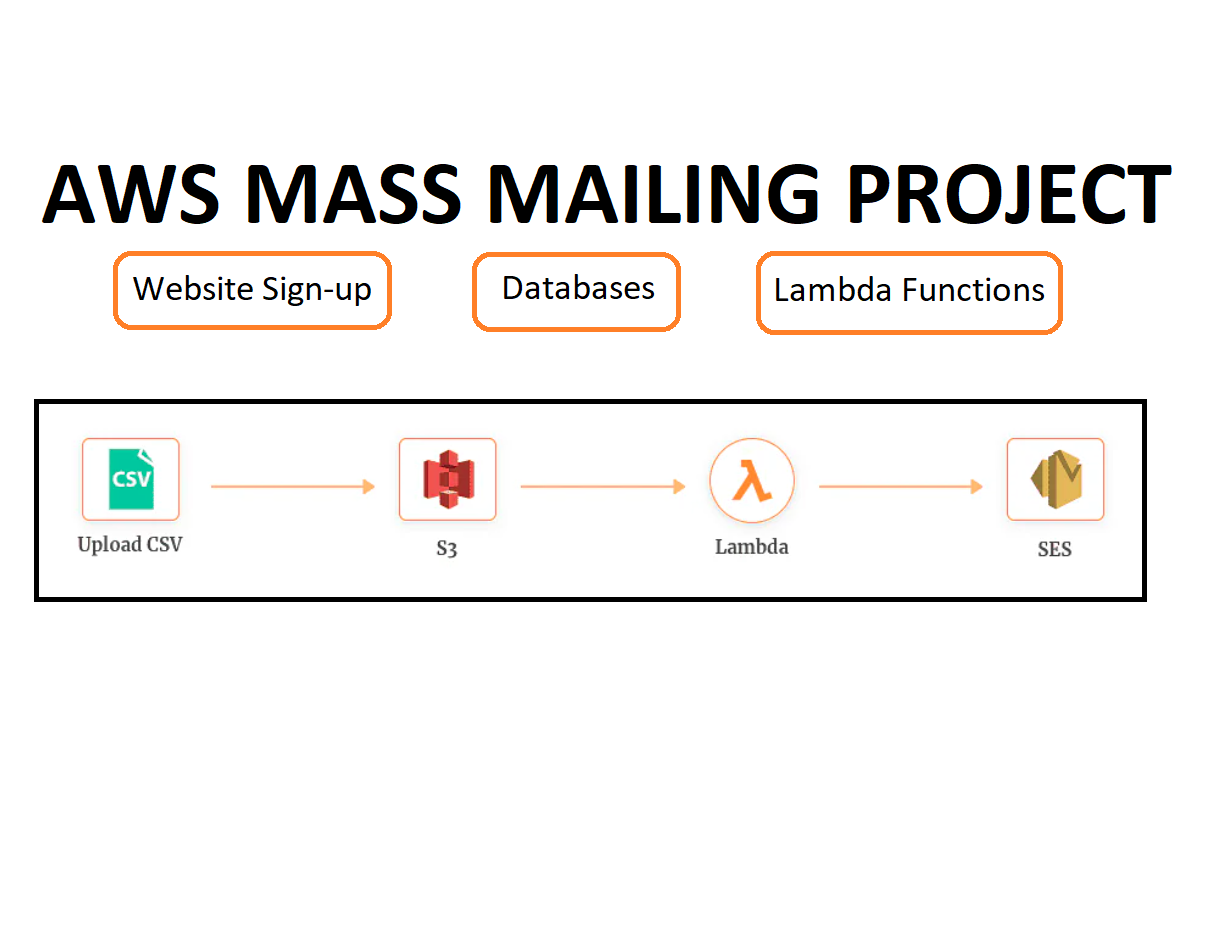 AWS MASS MAILING PROJECT
Website Sign-up Databases Lambda Functions
CSV
Upload CSV S3 Lambda SES